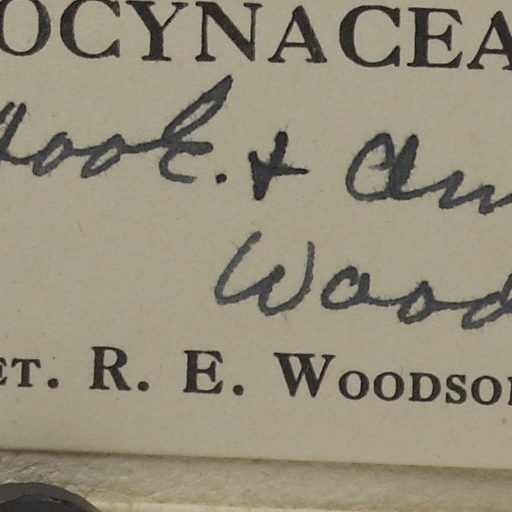 OCYNACEA
Hook. & Arn
Wood
ET. R. E. WOODSO